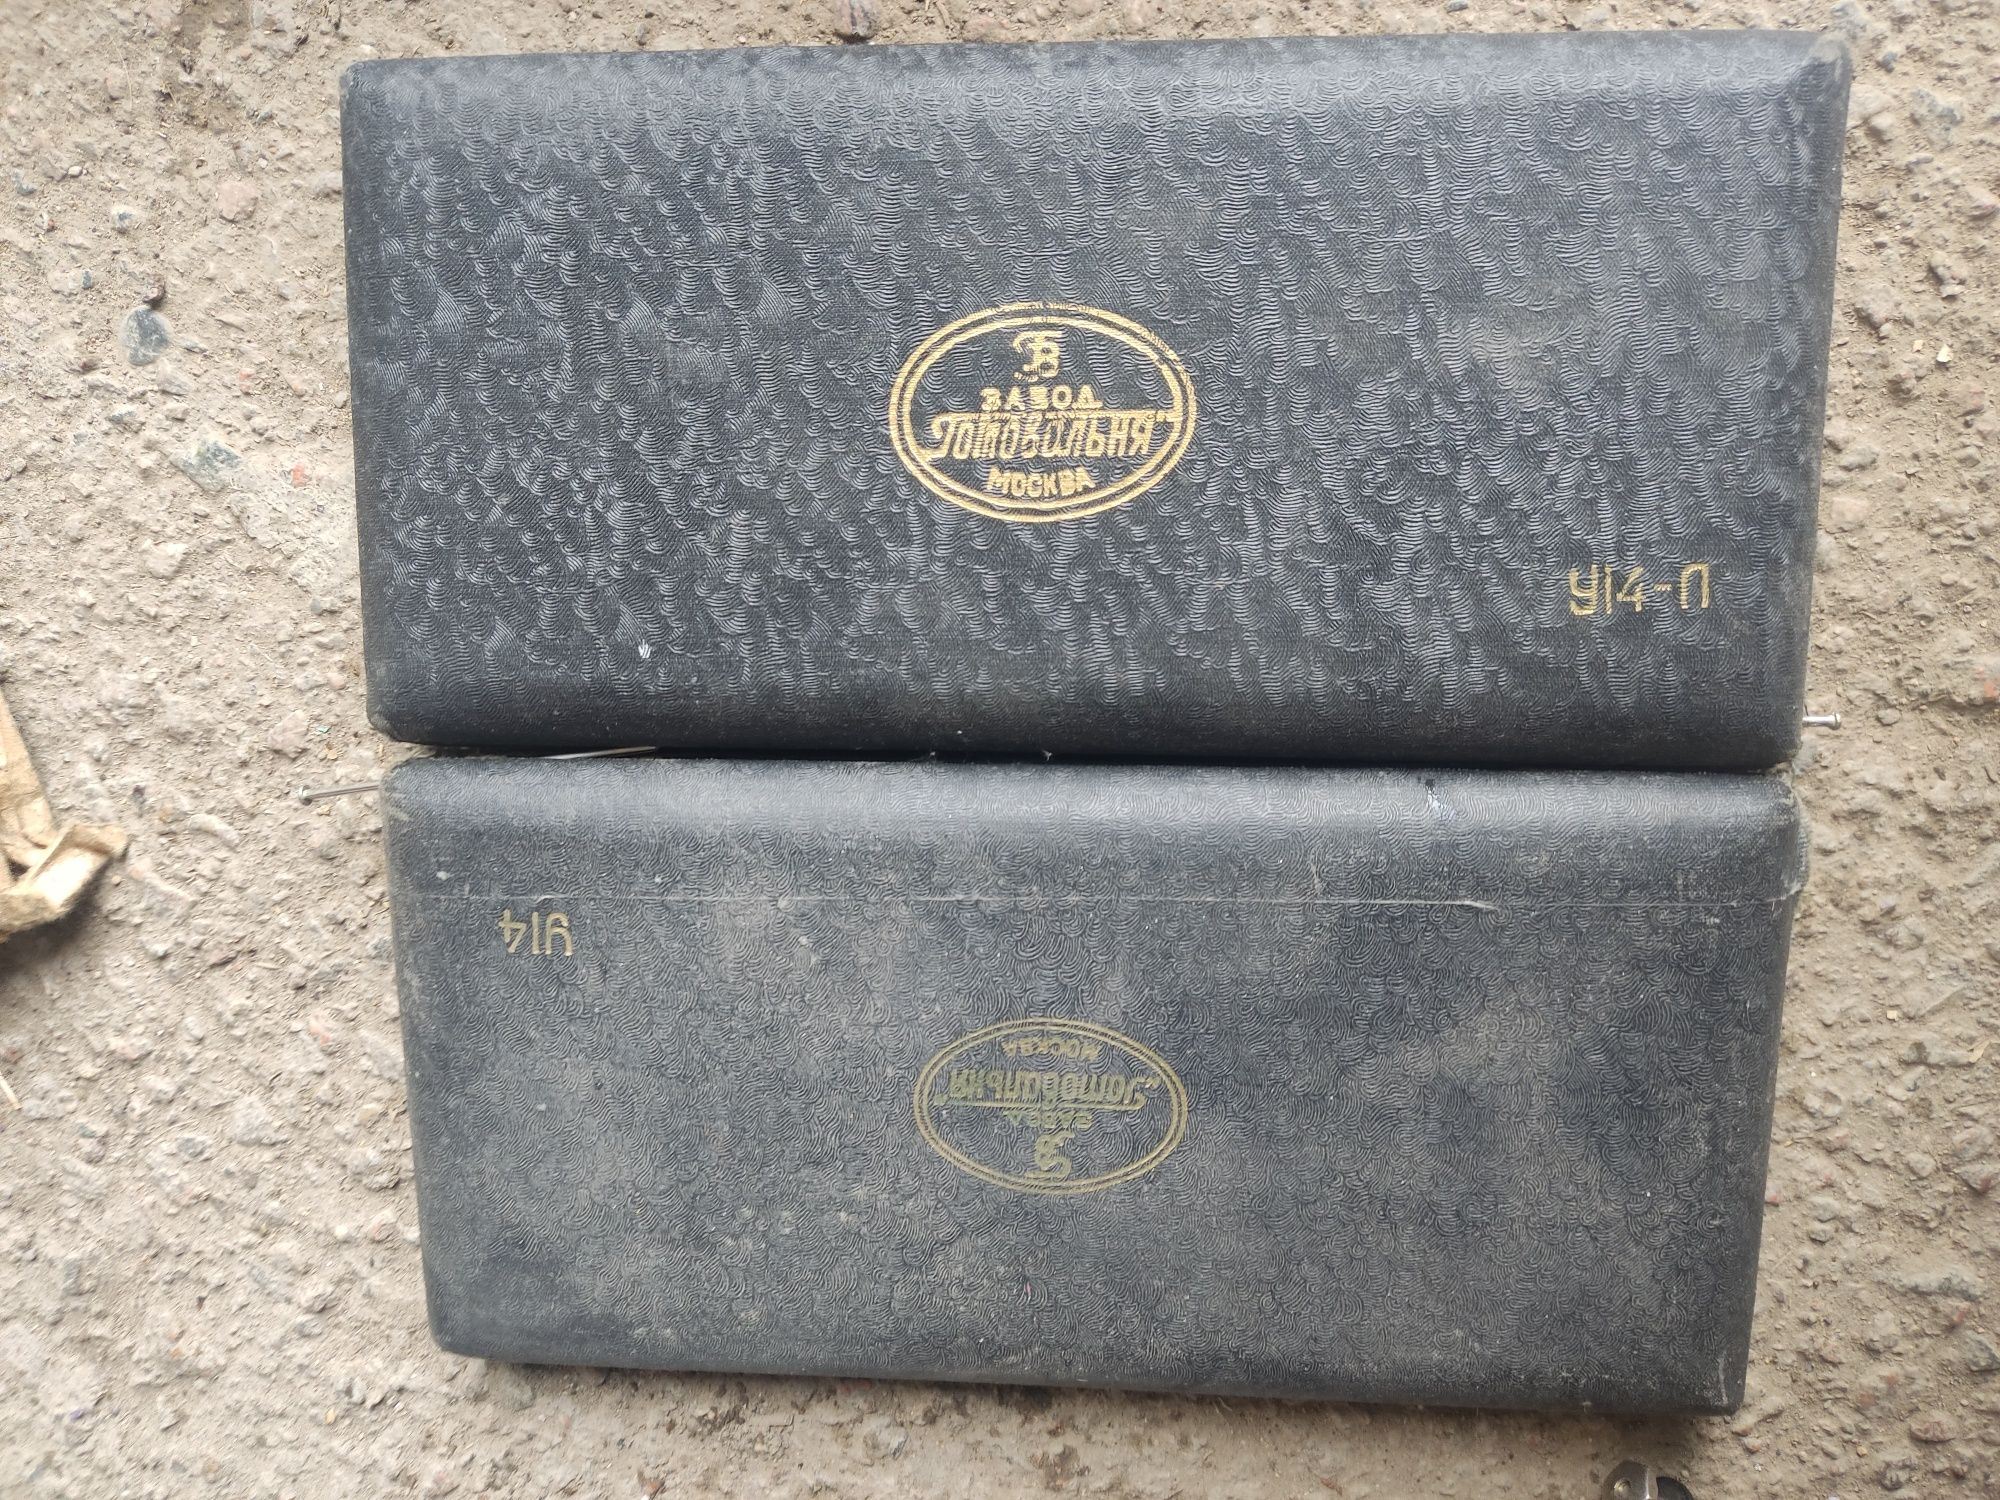 ЗАВОД
"Готовальня"
МОСКВА
У14-П
У14
ЗАВОД
"Готовальня"
МОСКВА